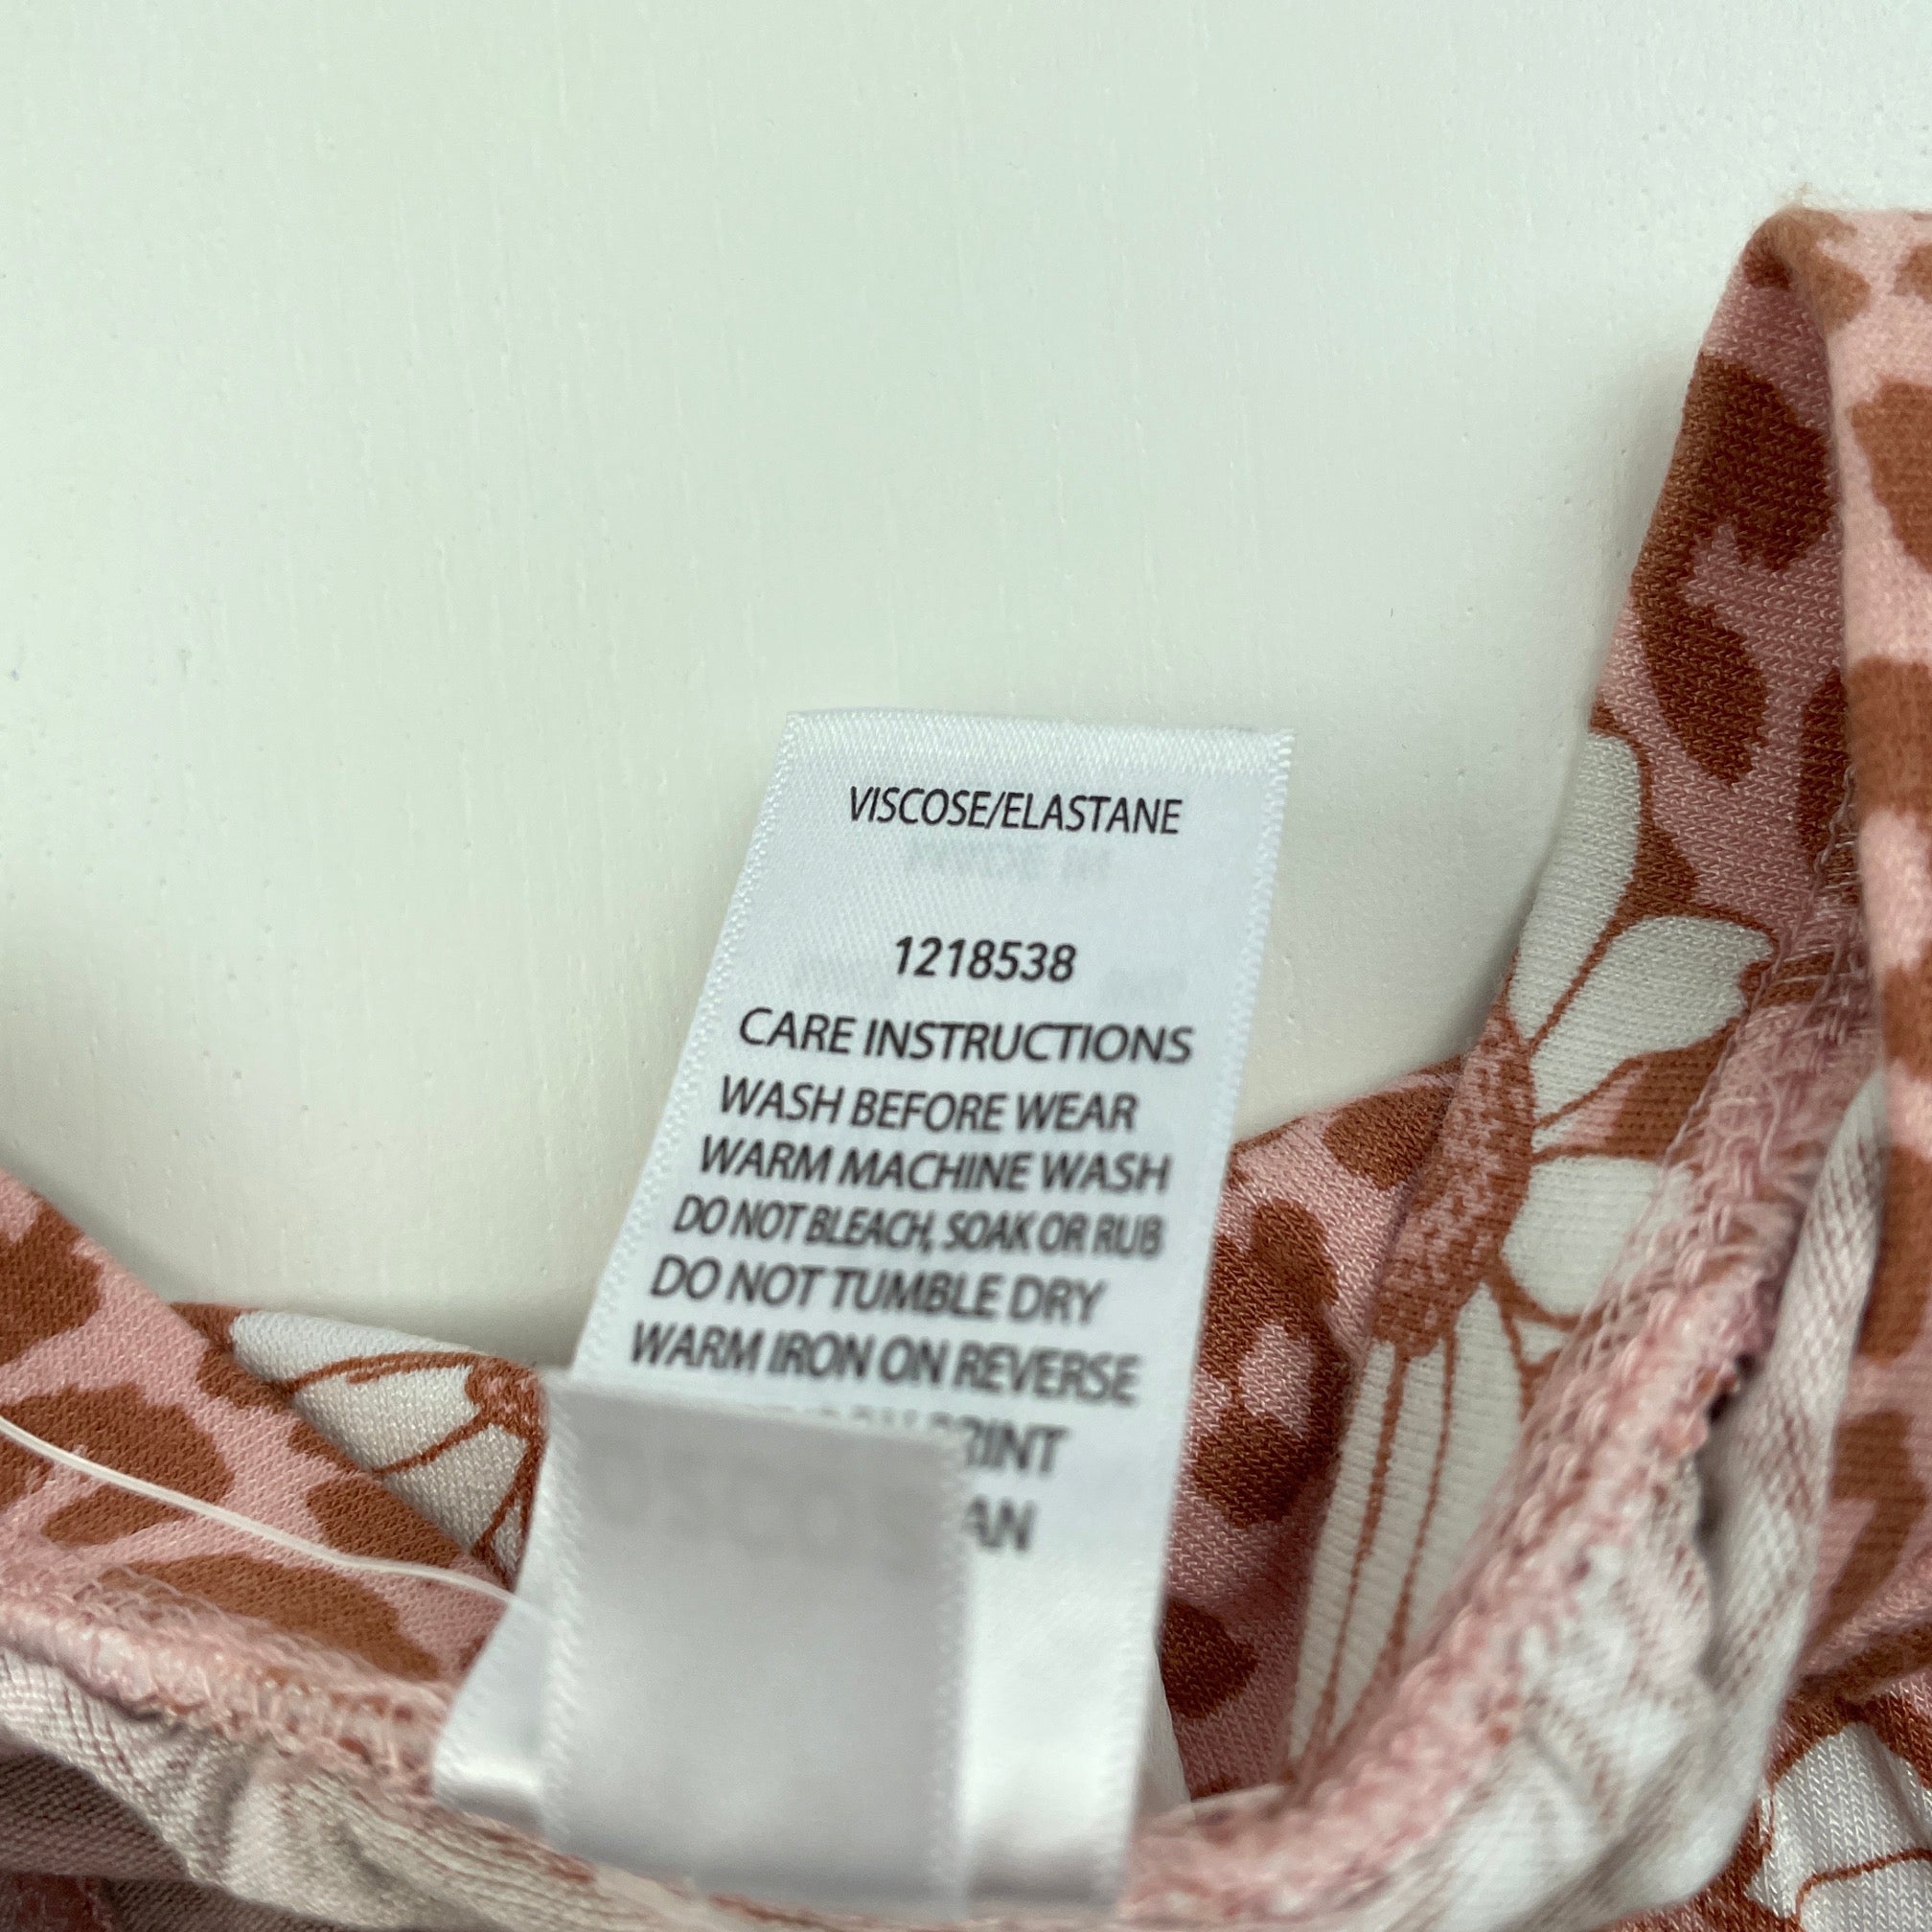 VISCOSE/ELASTANE
1218538
CARE INSTRUCTIONS
WASH BEFORE WEAR
WARM MACHINE WASH
DO NOT BLEACH, SOAK OR RUB
DO NOT TUMBLE DRY
WARM IRON ON REVERSE